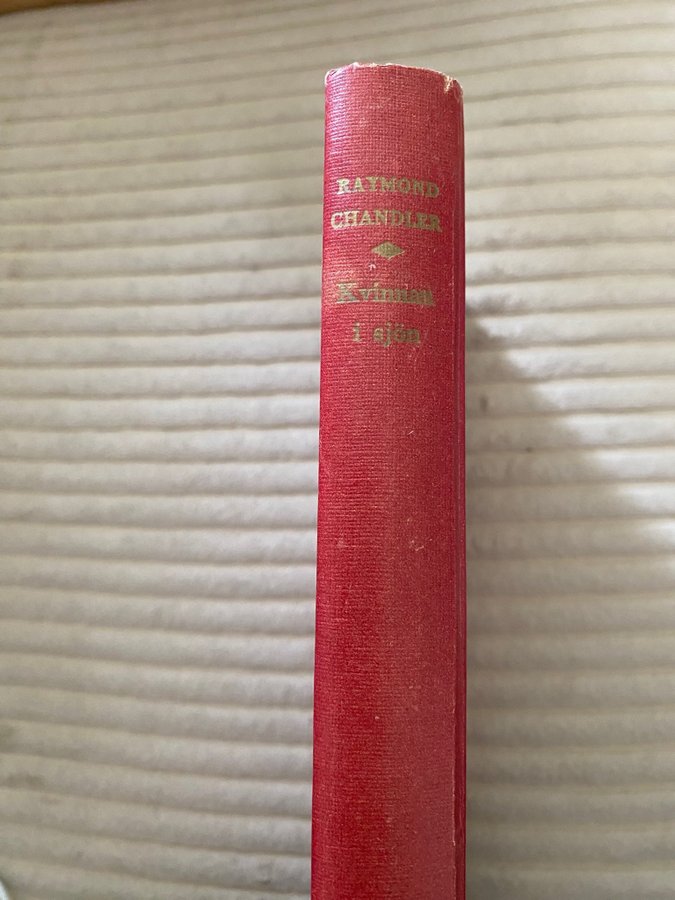 RAYMOND
CHANDLER
Kvinnan
i sjön